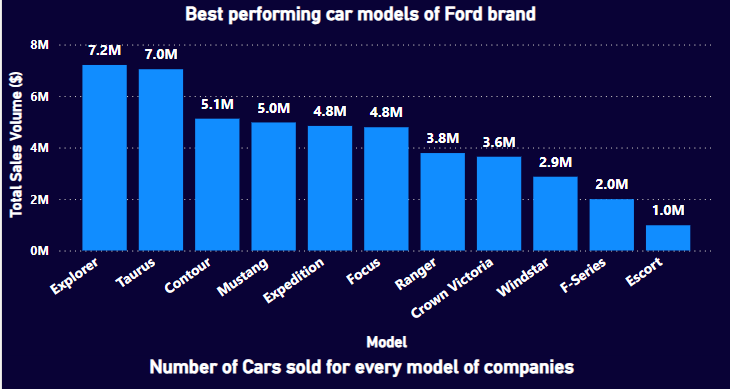 Best performing car models of Ford brand
Total Sales Volume ($)
8M
6M
4M
2M
0M
7.2M
7.0M
5.1M
5.0M
4.8M
4.8M
3.8M
3.6M
2.9M
2.0M
1.0M
Explorer
Taurus
Contour
Mustang
Expedition
Focus
Ranger
Crown Victoria
Windstar
F-Series
Escort
Model
Number of Cars sold for every model of companies